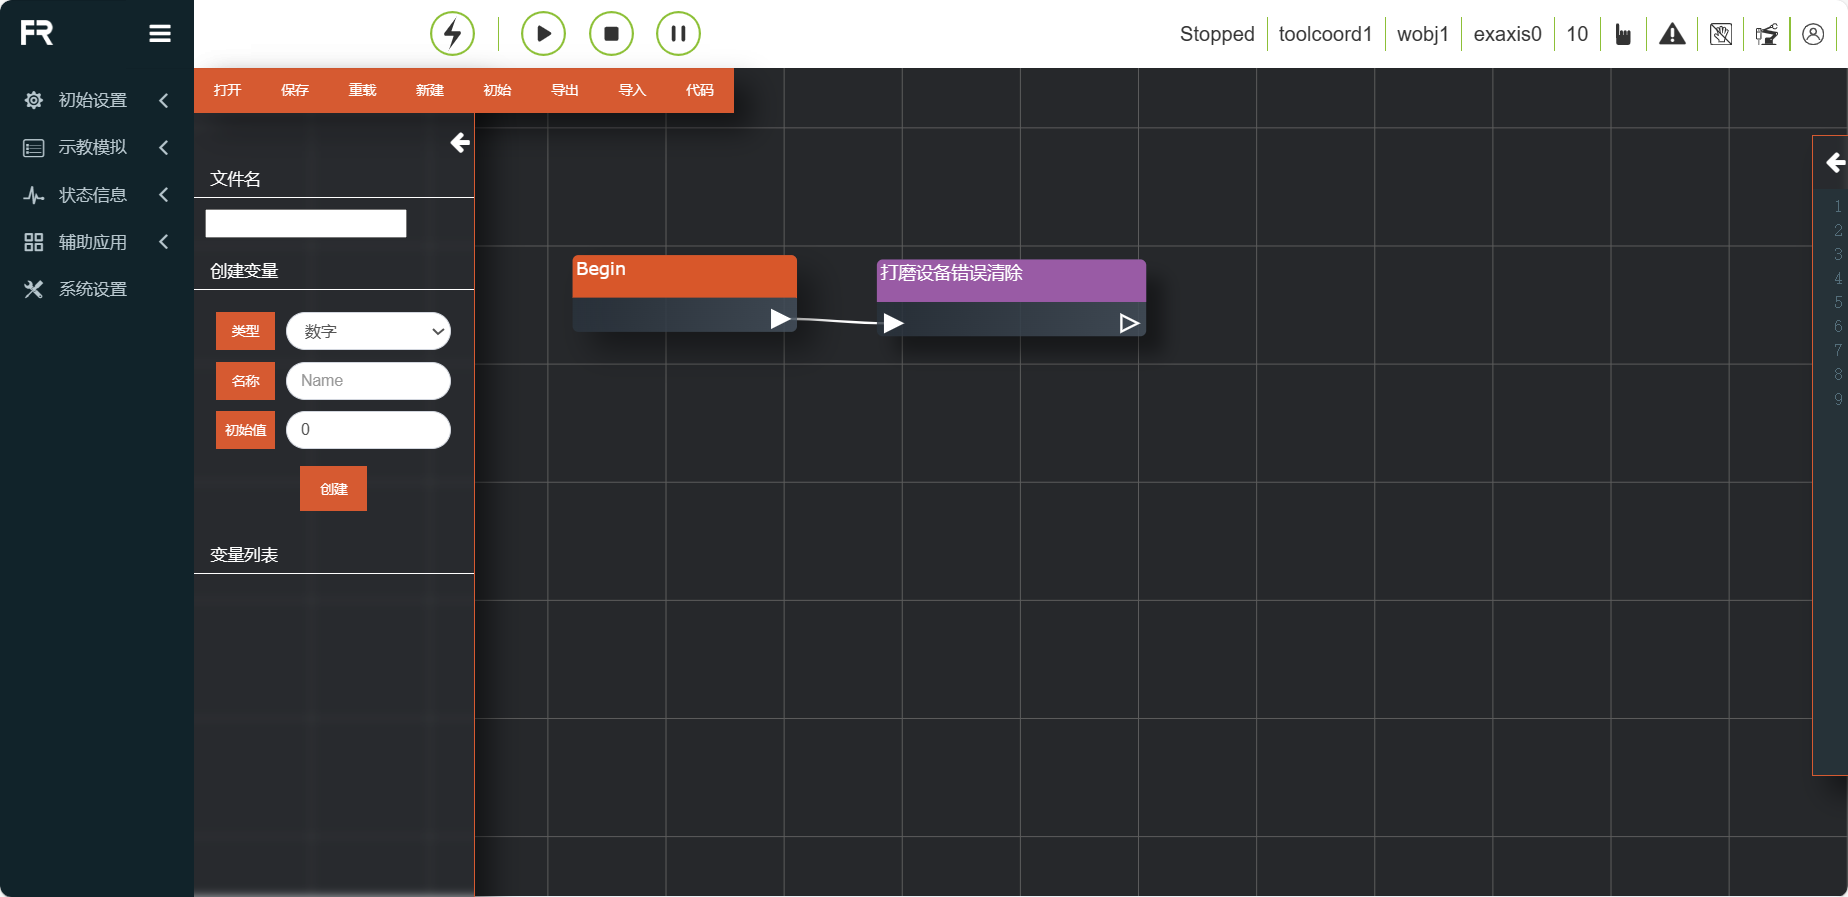 FR
Stopped
toolcoord1
wobj1
exaxis0
10
初始设置
示教模拟
状态信息
辅助应用
系统设置
打开
保存
重载
新建
初始
导出
导入
代码
文件名
创建变量
类型
数字
名称
Name
初始值
0
创建
变量列表
Begin
打磨设备错误清除
1
2
3
4
5
6
7
8
9